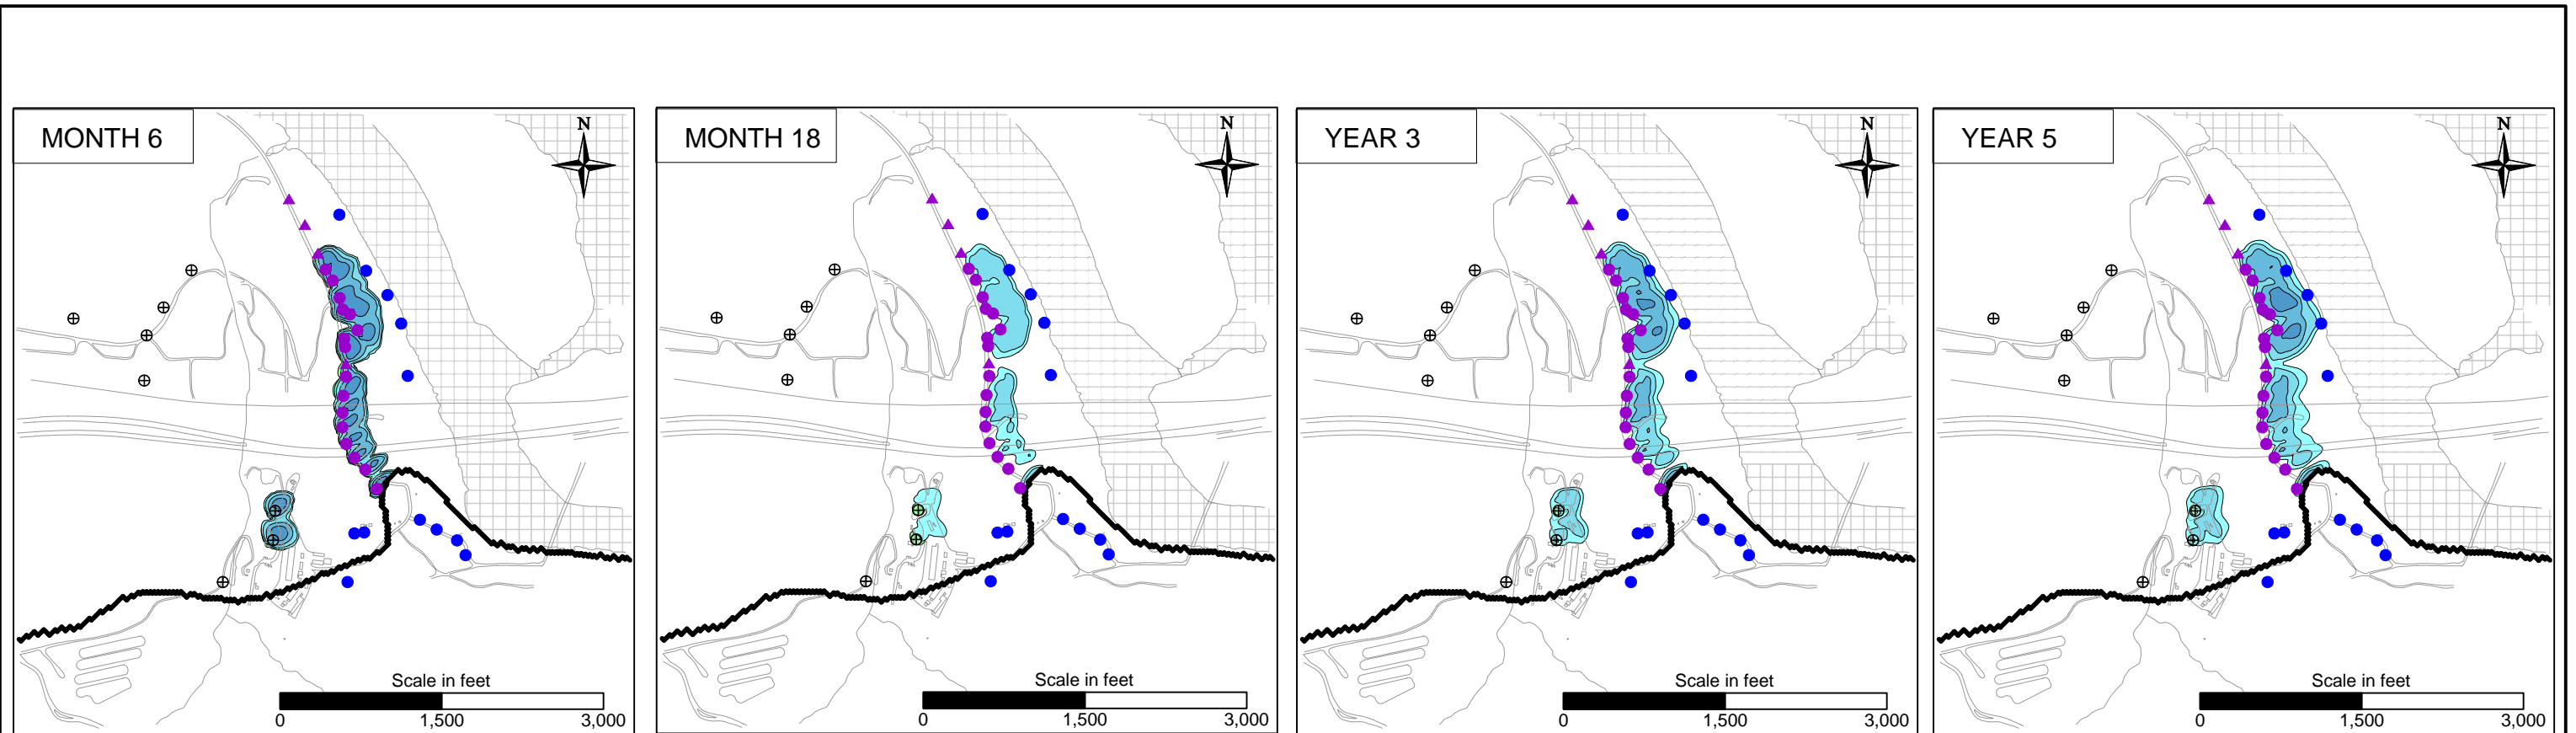 MONTH 6
N
Scale in feet
0 1,500 3,000
MONTH 18
N
Scale in feet
0 1,500 3,000
YEAR 3
N
Scale in feet
0 1,500 3,000
YEAR 5
N
Scale in feet
0 1,500 3,000